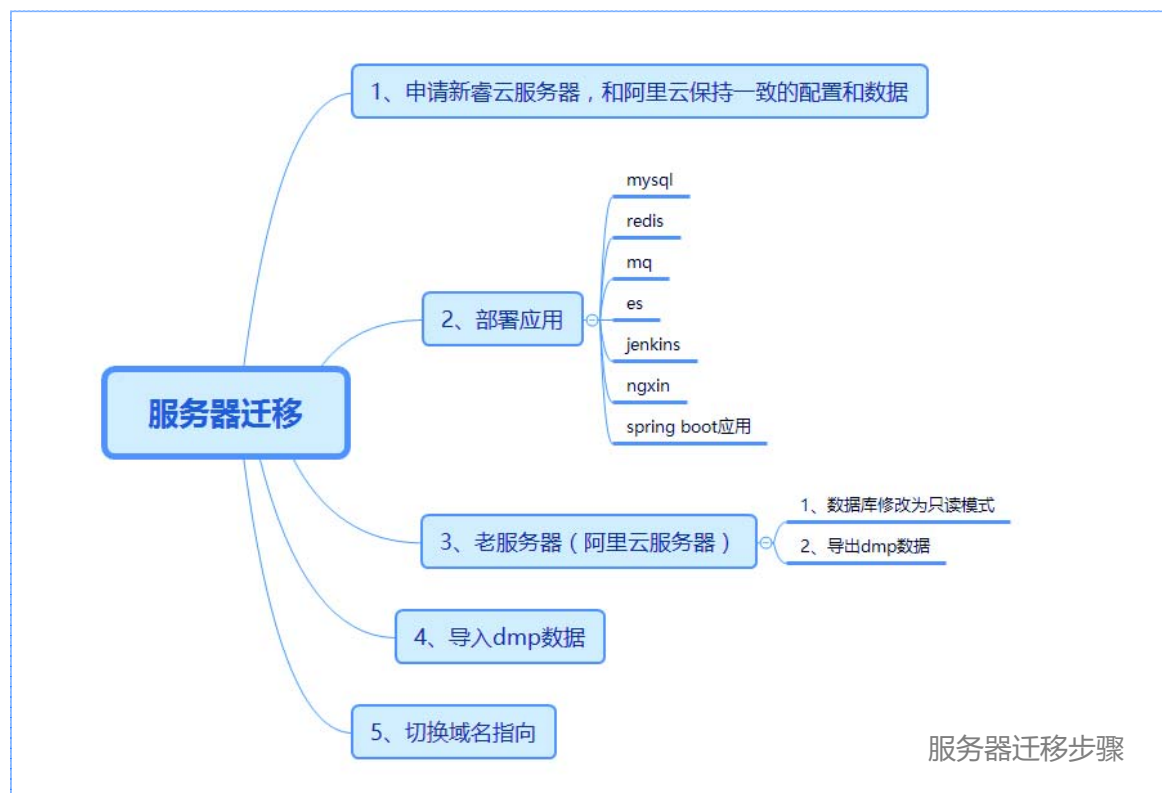 1、申请新睿云服务器，和阿里云保持一致的配置和数据
mysql
redis
mq
es
jenkins
ngxin
spring boot应用
2、部署应用
服务器迁移
3、老服务器（阿里云服务器）
1、数据库修改为只读模式
2、导出dmp数据
4、导入dmp数据
5、切换域名指向
服务器迁移步骤